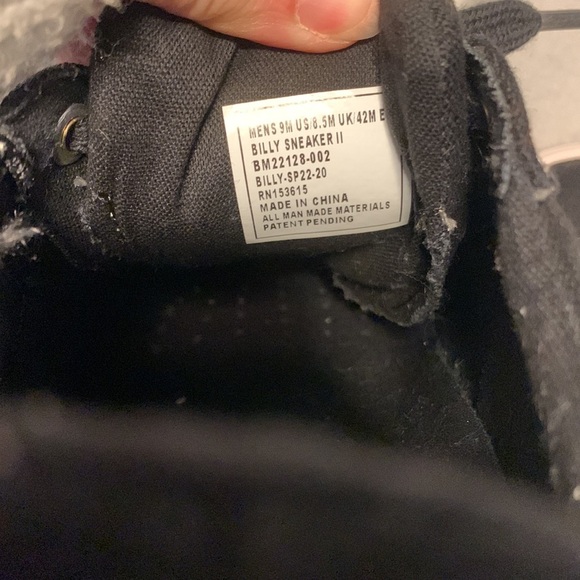 MENS 9M US/8.5M UK/42M E
BILLY SNEAKER II
BM22128-002
BILLY-SP22-20
RN153615
MADE IN CHINA
ALL MAN MADE MATERIALS
PATENT PENDING